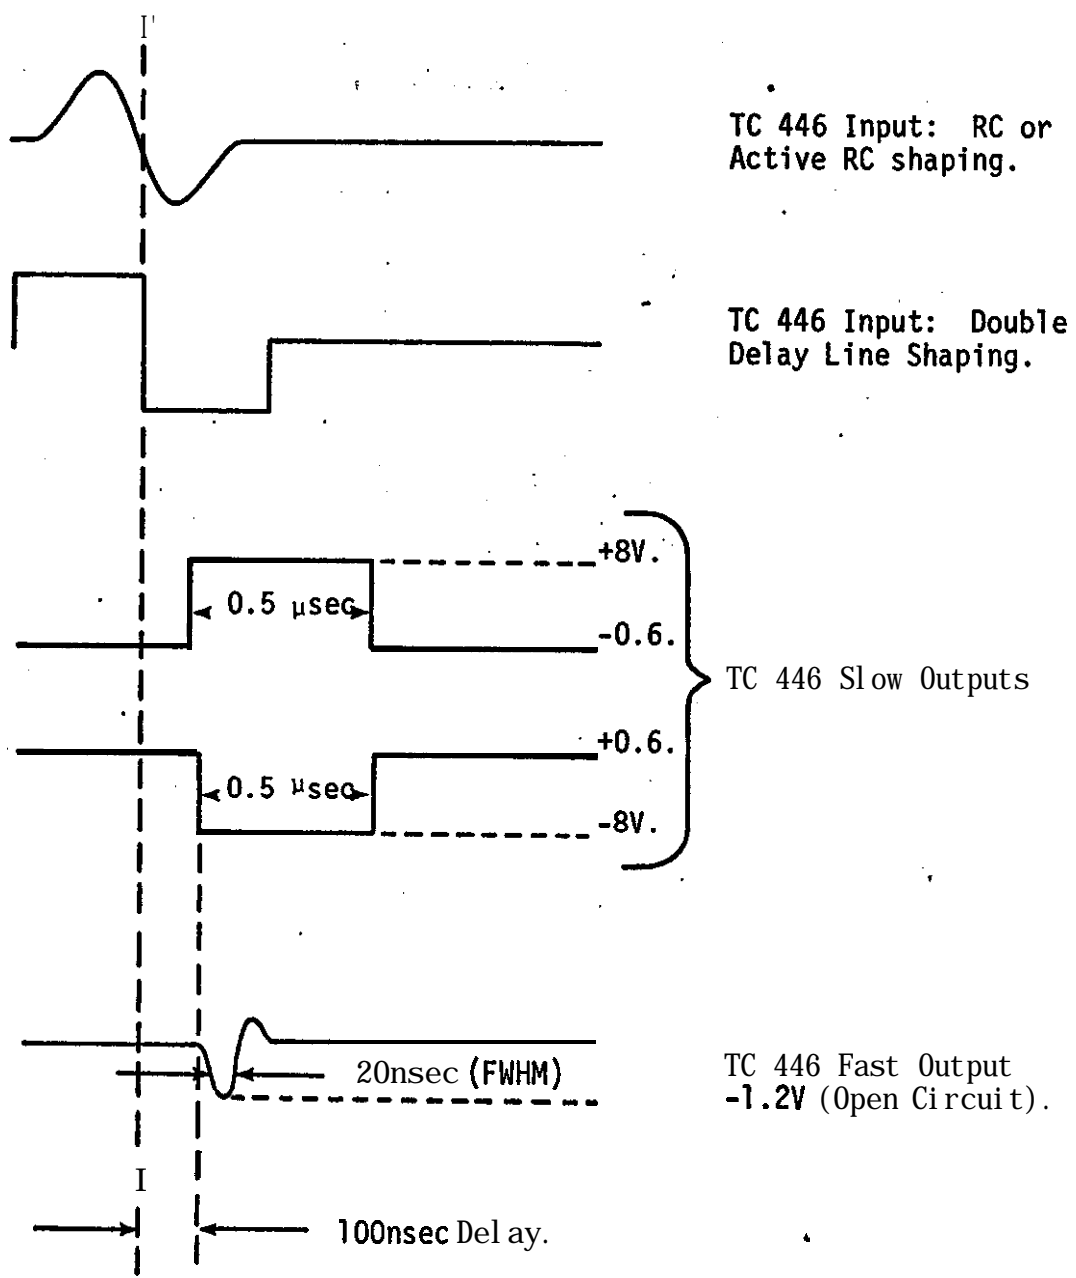 I'
TC 446 Input: RC or
Active RC shaping.
TC 446 Input: Double
Delay Line Shaping.
+8V.
0.5 μsec
-0.6.
TC 446 Slow Outputs
+0.6.
0.5 μsec
-8V.
20nsec (FWHM)
TC 446 Fast Output
-1.2V (Open Circuit).
I
100nsec Delay.